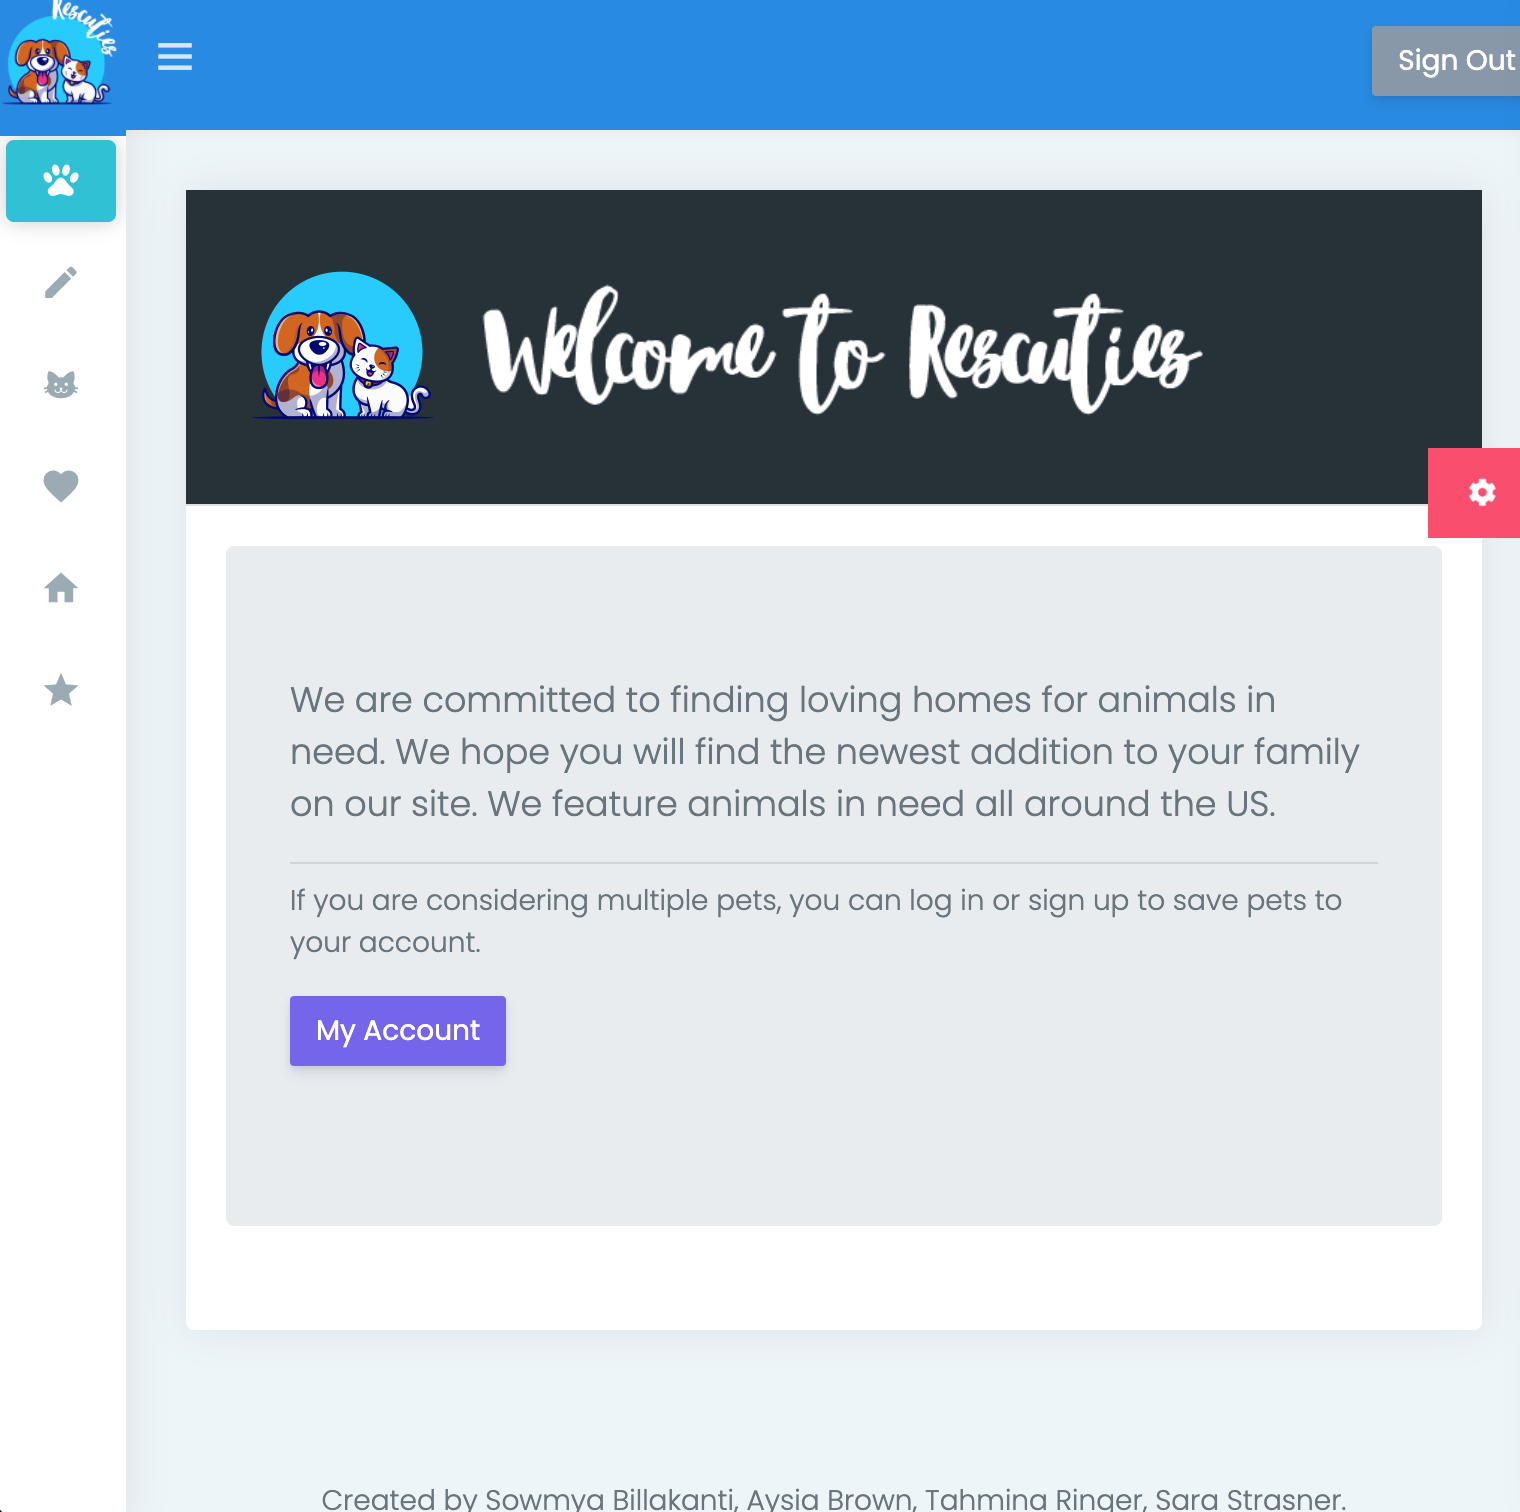 Rescuties
Sign Out
Welcome to Rescuties
We are committed to finding loving homes for animals in
need. We hope you will find the newest addition to your family
on our site. We feature animals in need all around the US.
If you are considering multiple pets, you can log in or sign up to save pets to
your account.
My Account
Created by Sowmya Billakanti, Aysia Brown, Tahmina Ringer, Sara Strasner.